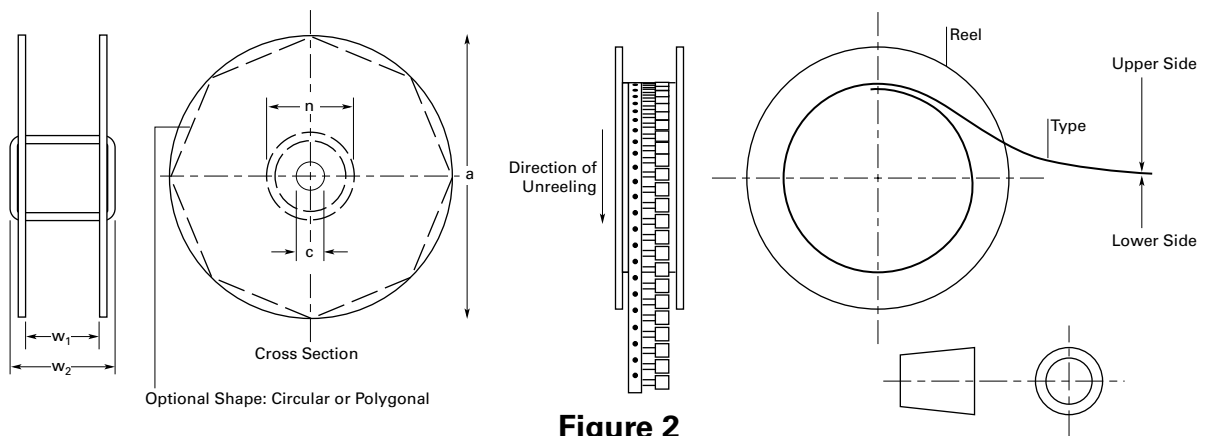 n
a
c
w1
w2
Cross Section
Optional Shape: Circular or Polygonal
Direction of
Unreeling
Reel
Upper Side
Type
Lower Side
Figure 2